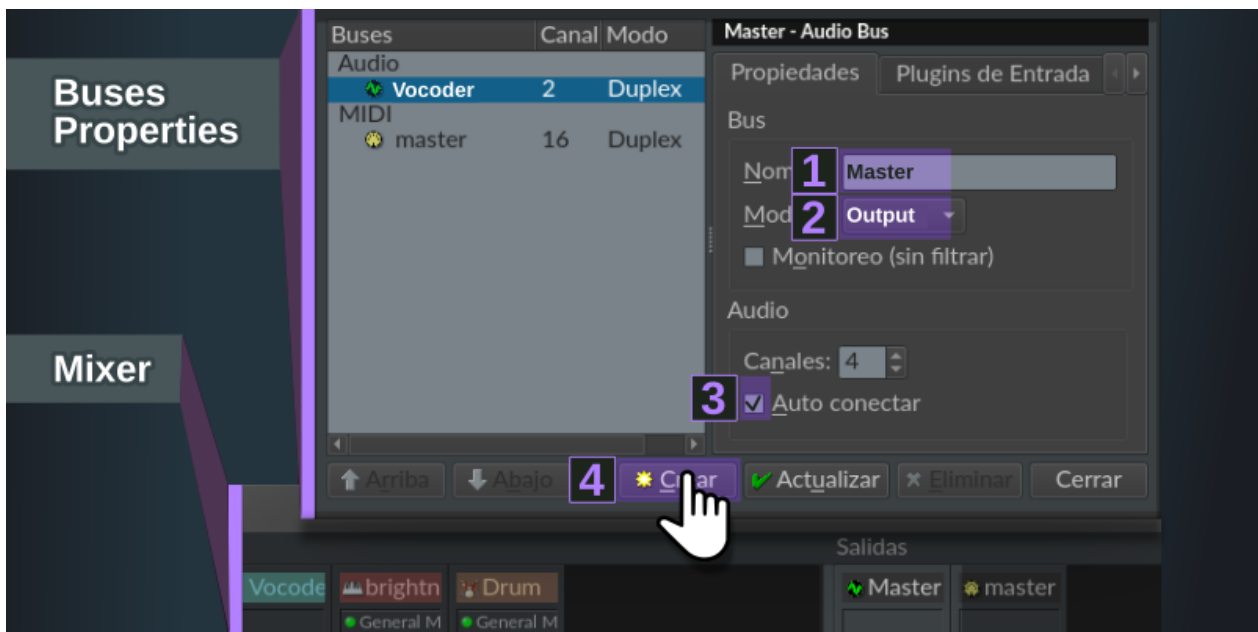 Buses Properties
Mixer
Buses Canal Modo
Audio
Vocoder 2 Duplex
MIDI
master 16 Duplex
Master - Audio Bus
Propiedades Plugins de Entrada
Bus
1 Master
2 Output
Monitoreo (sin filtrar)
Audio
Canales: 4
3 Auto conectar
Arriba Abajo 4 Actualizar Eliminar Cerrar
Salidas
Vocode brightn Drum Master master
General M General M